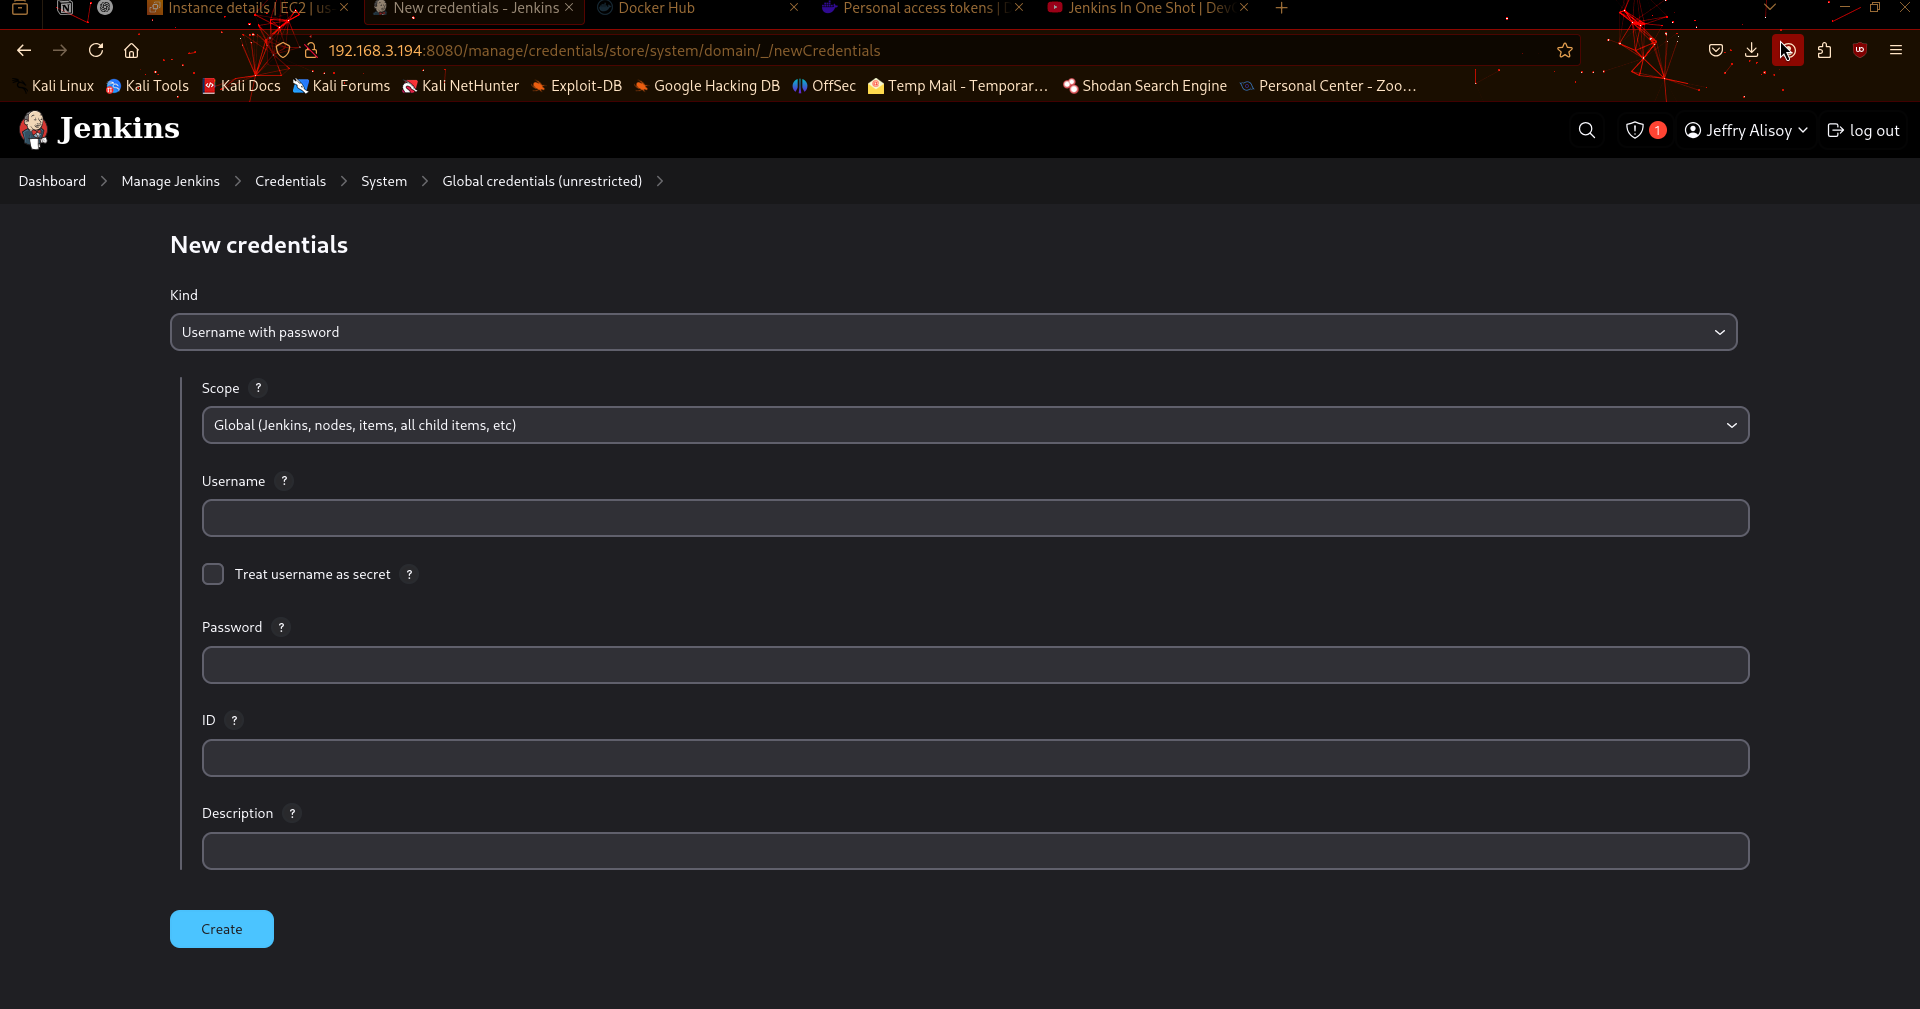 Instance details | EC2 | us
New credentials - Jenkins
Docker Hub
Personal access tokens | D
Jenkins In One Shot | Dev
192.168.3.194:8080/manage/credentials/store/system/domain/_/newCredentials
Kali Linux
Kali Tools
Kali Docs
Kali Forums
Kali NetHunter
Exploit-DB
Google Hacking DB
OffSec
Temp Mail - Temporar…
Shodan Search Engine
Personal Center - Zoo…
Jenkins
1
Jeffry Alisoy
log out
Dashboard
Manage Jenkins
Credentials
System
Global credentials (unrestricted)
New credentials
Kind
Username with password
Scope ?
Global (Jenkins, nodes, items, all child items, etc)
Username ?
Treat username as secret ?
Password ?
ID ?
Description ?
Create